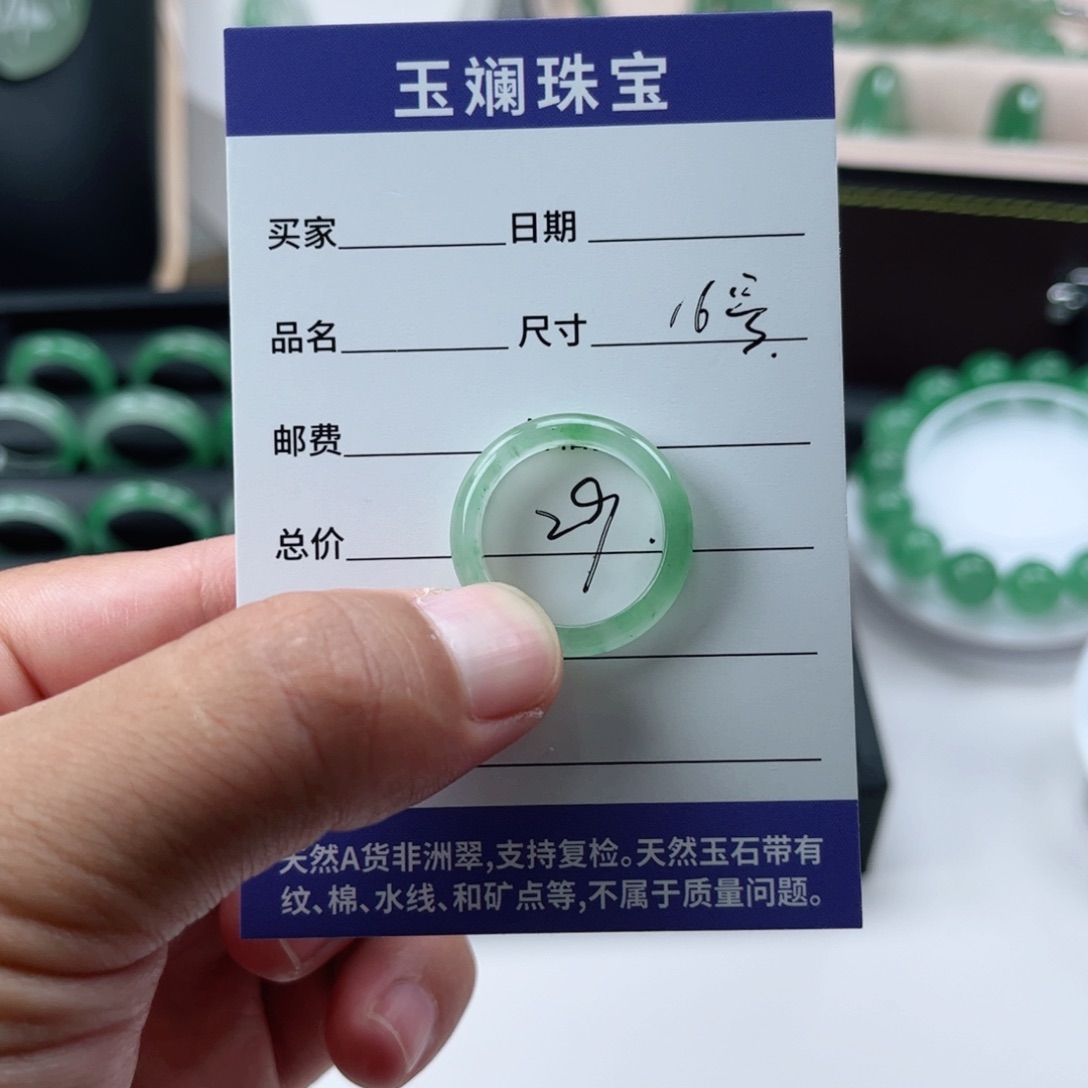 玉斓珠宝
买家 日期
品名 尺寸 16号.
邮费
总价 29.
天然A货非洲翠,支持复检。天然玉石带有
纹、棉、水线、和矿点等,不属于质量问题。